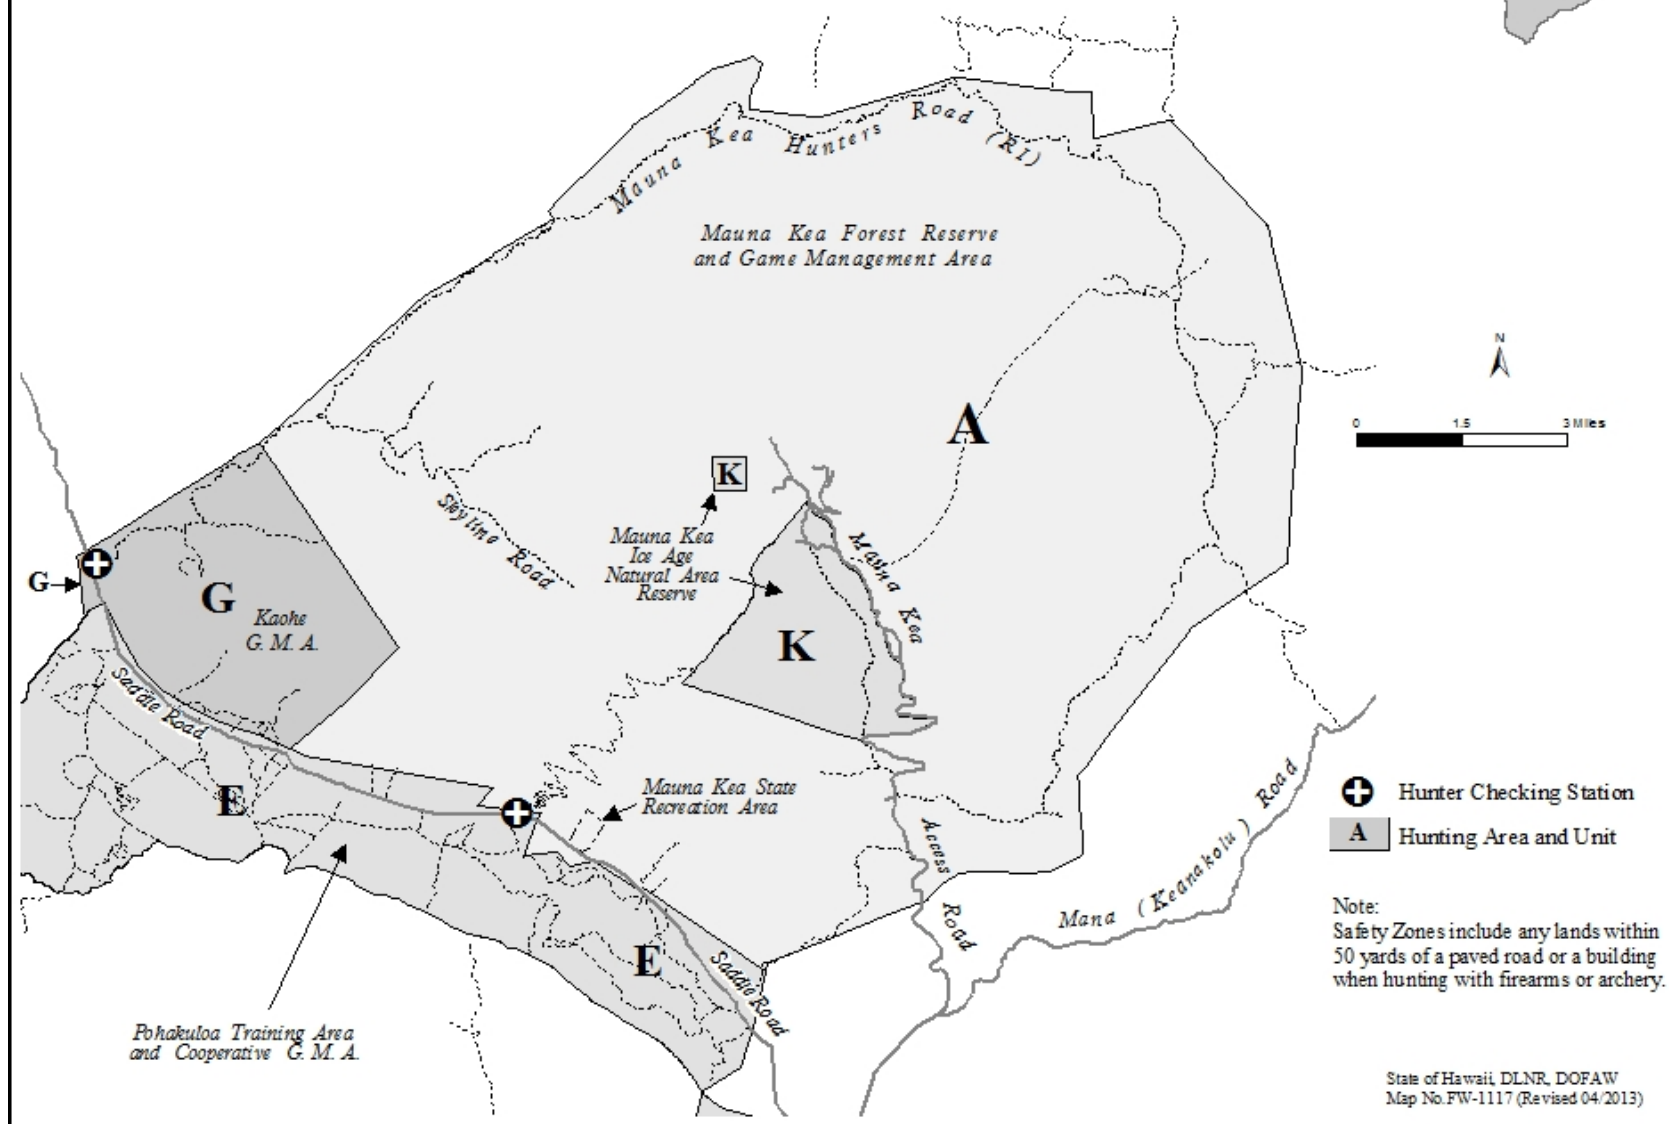 Mauna Kea Hunters Road (R1)
Mauna Kea Forest Reserve
and Game Management Area
N
0 1.5 3 Miles
A
K
Skyline Road
Mauna Kea
Ice Age
Natural Area
Reserve
Mauna Kea Access Road
G
G
Kaohe
G. M. A.
K
Saddle Road
E
Mauna Kea State
Recreation Area
Mana (Keanakolu) Road
Hunter Checking Station
A Hunting Area and Unit
E
Saddle Road
Note:
Safety Zones include any lands within
50 yards of a paved road or a building
when hunting with firearms or archery.
Pohakuloa Training Area
and Cooperative G. M. A.
State of Hawaii, DLNR, DOFAW
Map No.FW-1117 (Revised 04/2013)